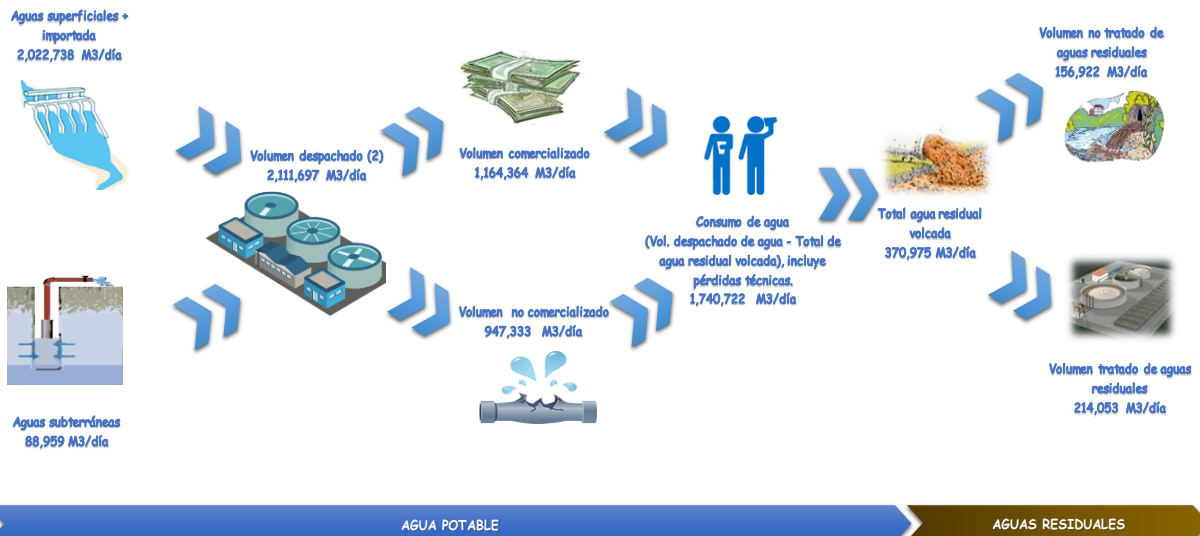 Aguas superficiales +
importada
2,022,738 M3/día
Aguas subterráneas
88,959 M3/día
Volumen despachado (2)
2,111,697 M3/día
Volumen comercializado
1,164,364 M3/día
Volumen no comercializado
947,333 M3/día
Consumo de agua
(Vol. despachado de agua - Total de
agua residual volcada), incluye
pérdidas técnicas.
1,740,722 M3/día
Total agua residual
volcada
370,975 M3/día
Volumen no tratado de
aguas residuales
156,922 M3/día
Volumen tratado de aguas
residuales
214,053 M3/día
AGUA POTABLE
AGUAS RESIDUALES